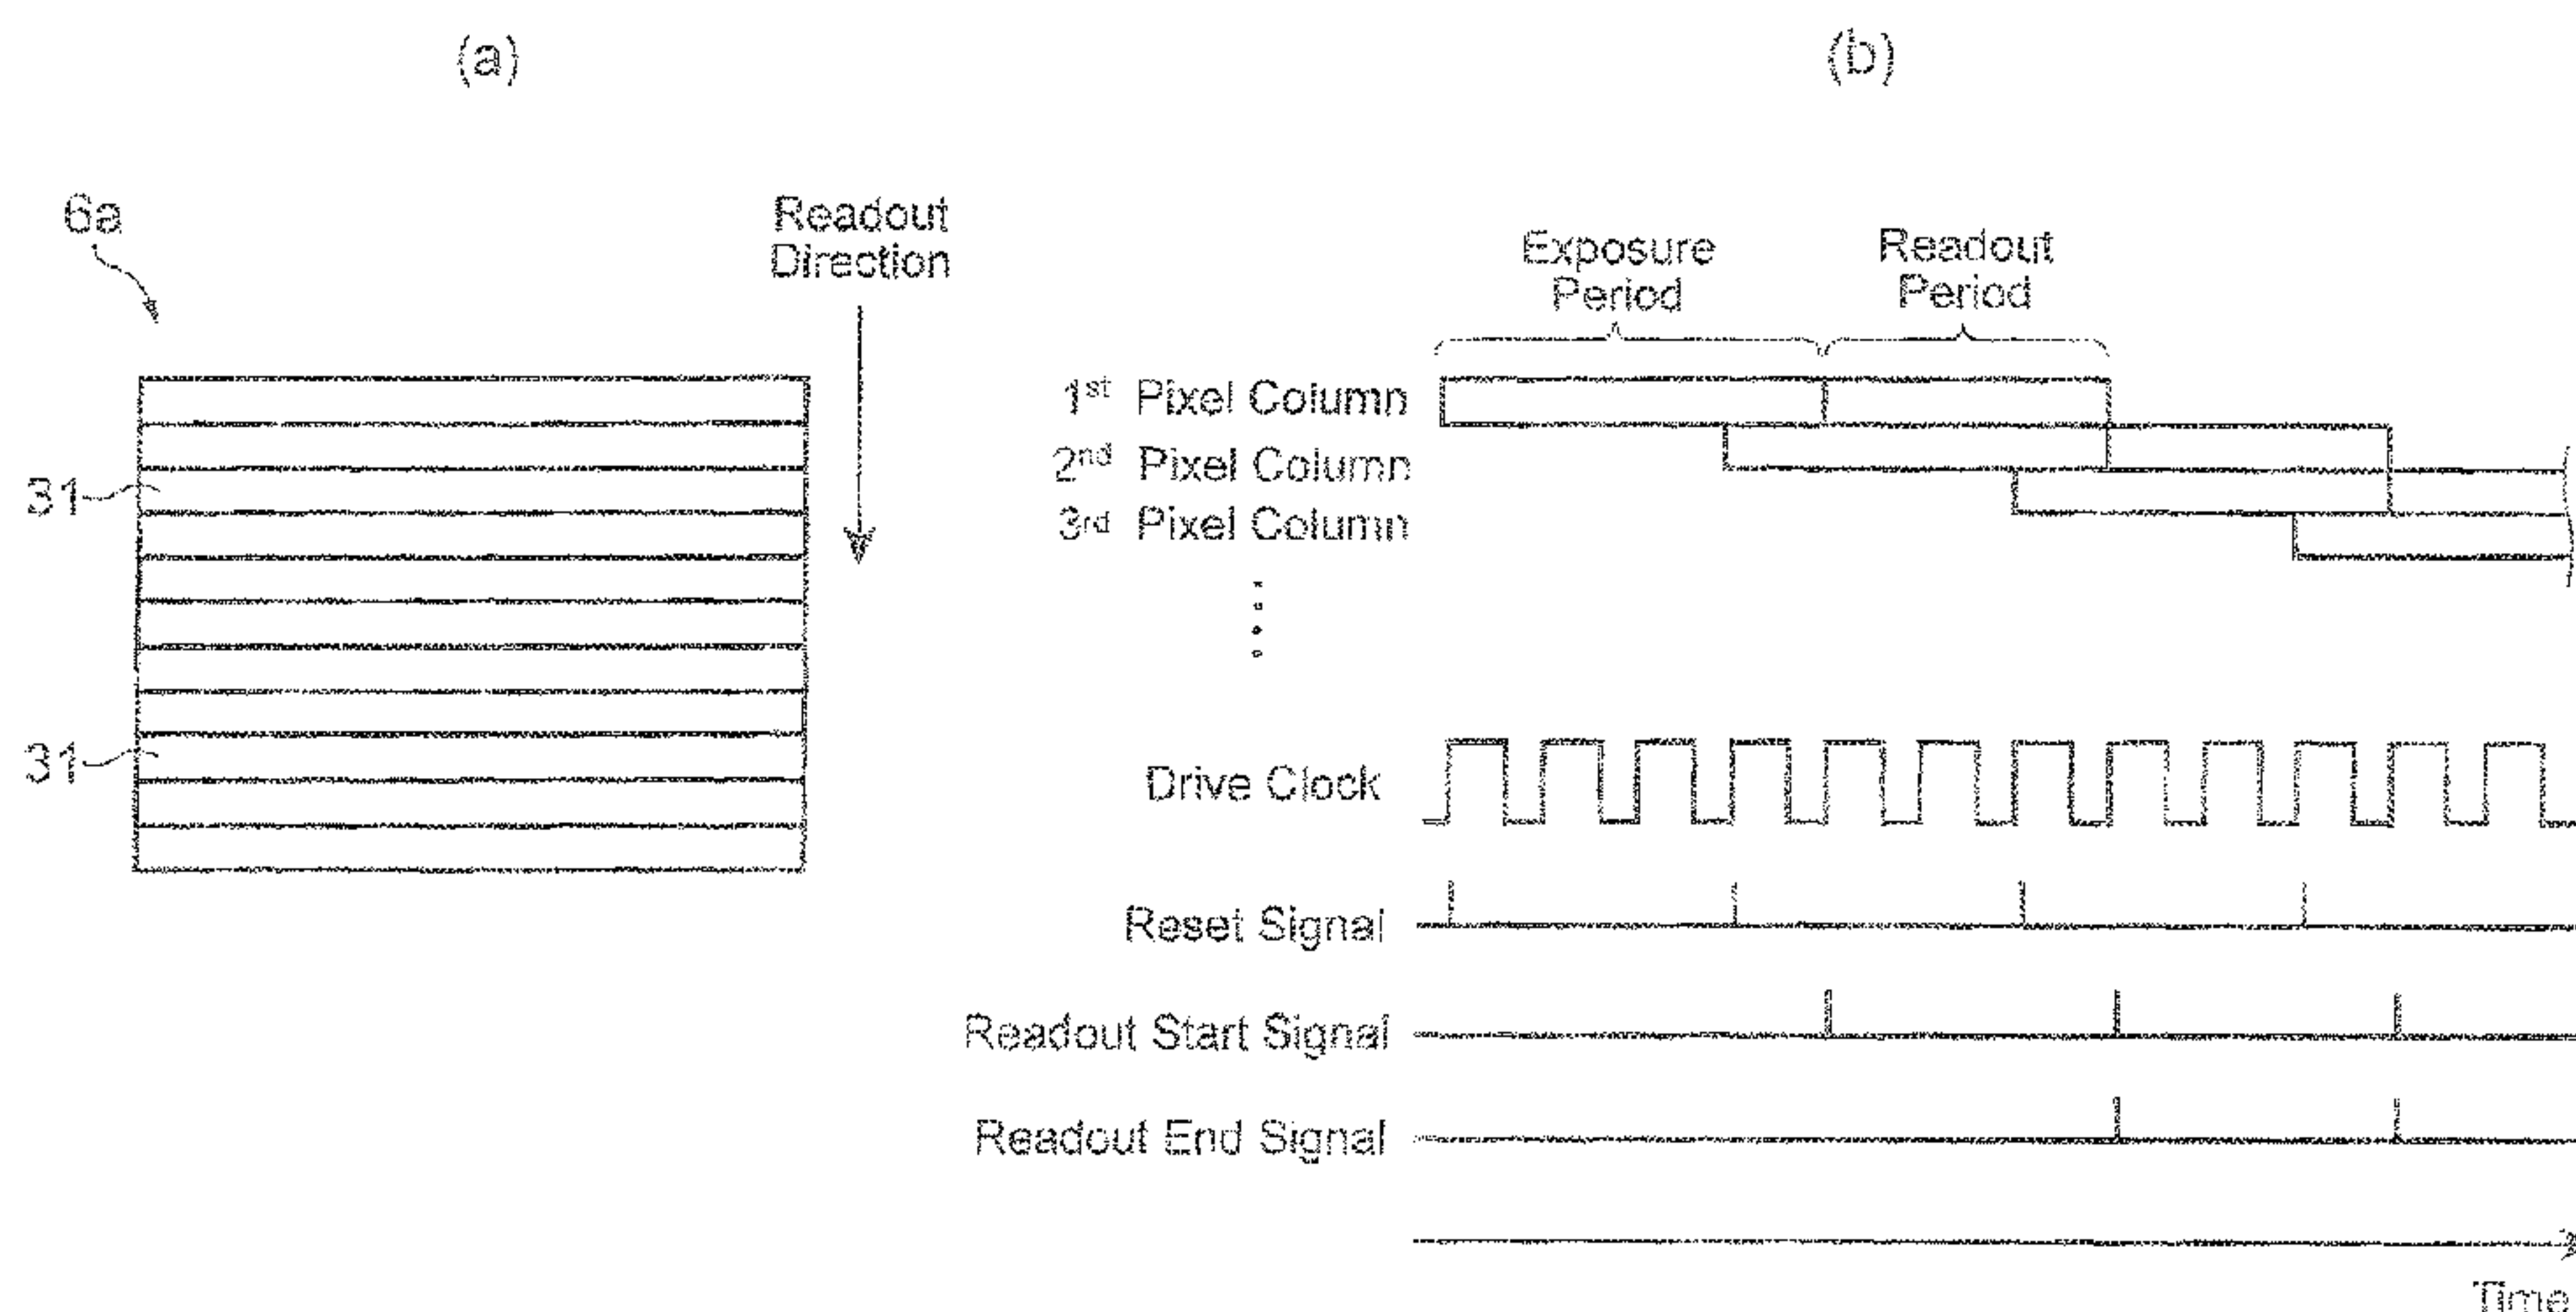 (a)
6a
Readout
Direction
31
31
(b)
Exposure
Period
Readout
Period
1st Pixel Column
2nd Pixel Column
3rd Pixel Column
Drive Clock
Reset Signal
Readout Start Signal
Readout End Signal
Time